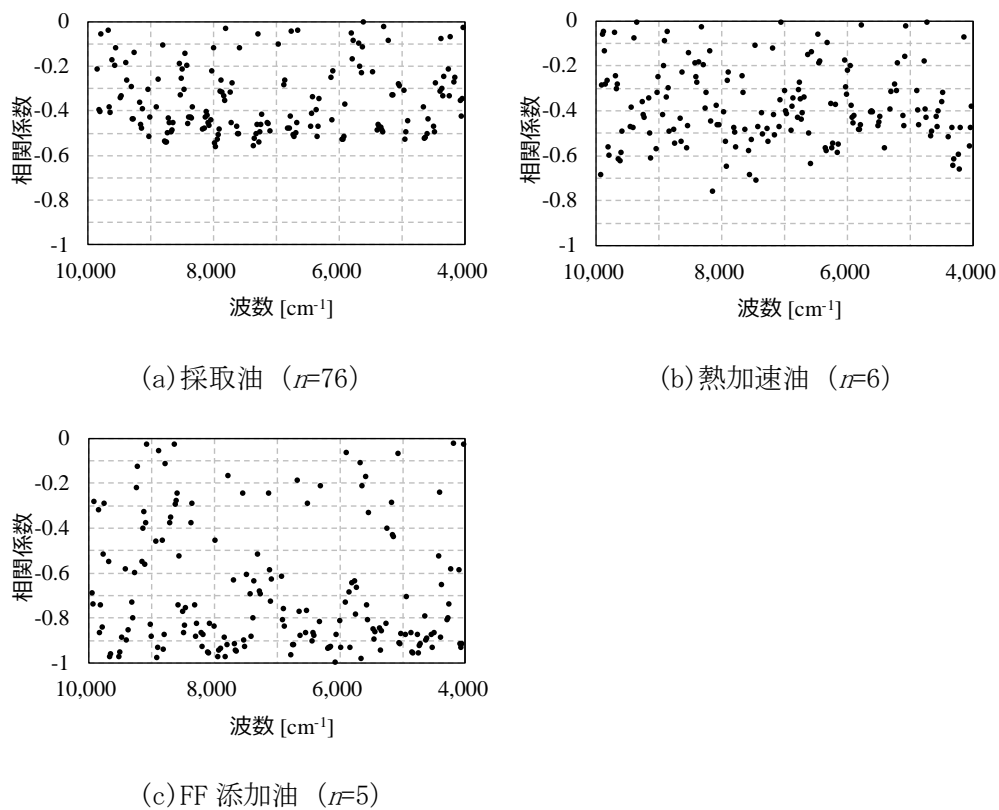 0
-0.2
-0.4
-0.6
-0.8
-1
相関係数
10,000 8,000 6,000 4,000
波数 [cm-1]
(a)採取油 (n=76)
0
-0.2
-0.4
-0.6
-0.8
-1
相関係数
10,000 8,000 6,000 4,000
波数 [cm-1]
(b)熱加速油 (n=6)
0
-0.2
-0.4
-0.6
-0.8
-1
相関係数
10,000 8,000 6,000 4,000
波数 [cm-1]
(c)FF 添加油 (n=5)